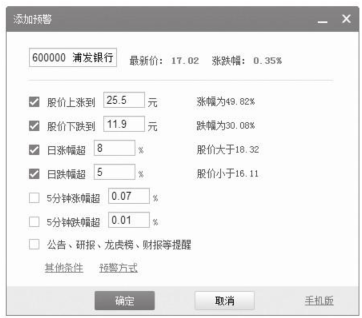 添加预警
600000 浦发银行 最新价: 17.02 涨跌幅: 0.35%
股价上涨到 25.5 元 涨幅为49.82%
股价下跌到 11.9 元 跌幅为30.08%
日涨幅超 8 % 股价大于18.32
日跌幅超 5 % 股价小于16.11
5分钟涨幅超 0.07 %
5分钟跌幅超 0.01 %
公告、研报、龙虎榜、财报等提醒
其他条件 预警方式
确定 取消 手机版